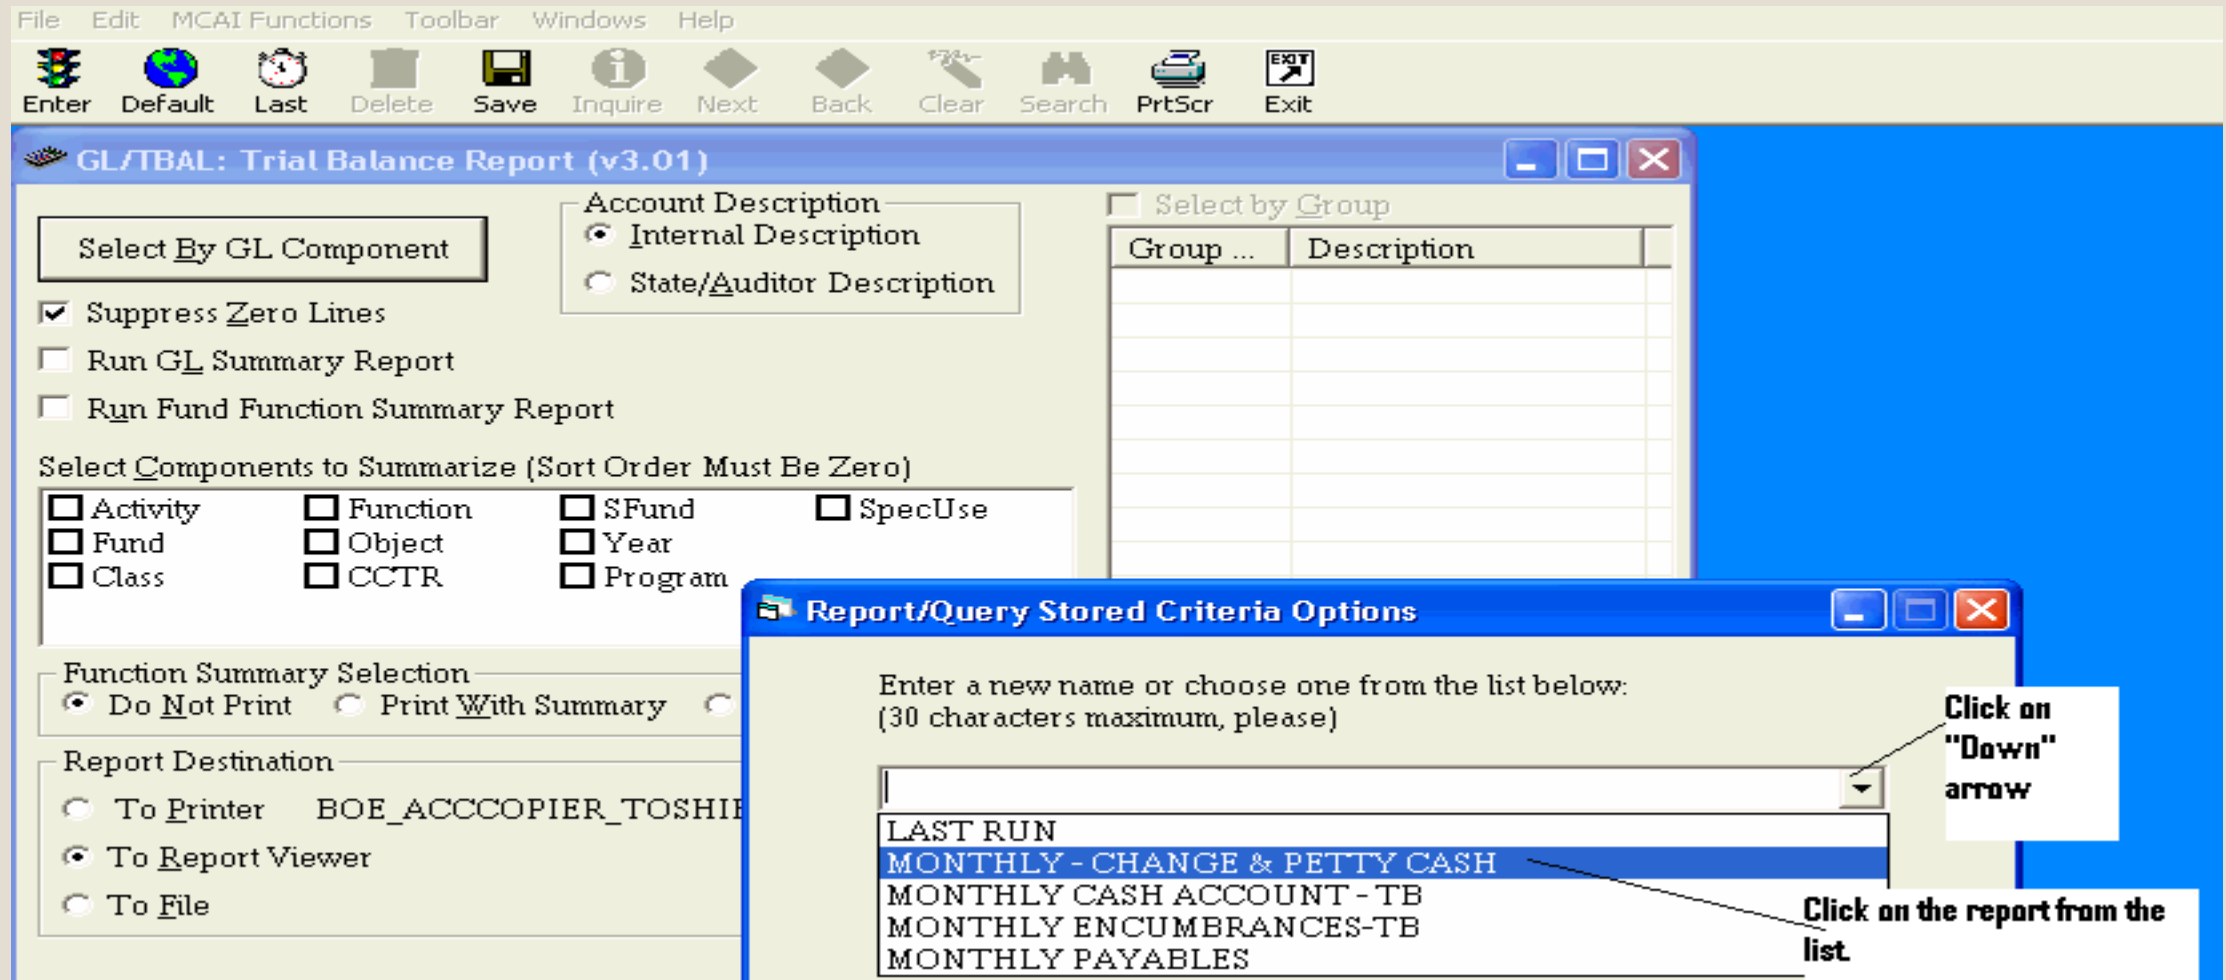 File Edit MCAI Functions Toolbar Windows Help
Enter Default Last Delete Save Inquire Next Back Clear Search PrtScr Exit
EXIT
GL/TBAL: Trial Balance Report (v3.01)
Select By GL Component
Account Description
Internal Description
State/Auditor Description
Select by Group
Group ... Description
Suppress Zero Lines
Run GL Summary Report
Run Fund Function Summary Report
Select Components to Summarize (Sort Order Must Be Zero)
Activity Function SFund SpecUse
Fund Object Year
Class CCTR Program
Function Summary Selection
Do Not Print Print With Summary
Report Destination
To Printer BOE_ACCCOPIER_TOSHIB
To Report Viewer
To File
Report/Query Stored Criteria Options
Enter a new name or choose one from the list below:
(30 characters maximum, please)
LAST RUN
MONTHLY - CHANGE & PETTY CASH
MONTHLY CASH ACCOUNT - TB
MONTHLY ENCUMBRANCES-TB
MONTHLY PAYABLES
Click on
"Down"
arrow
Click on the report from the
list.